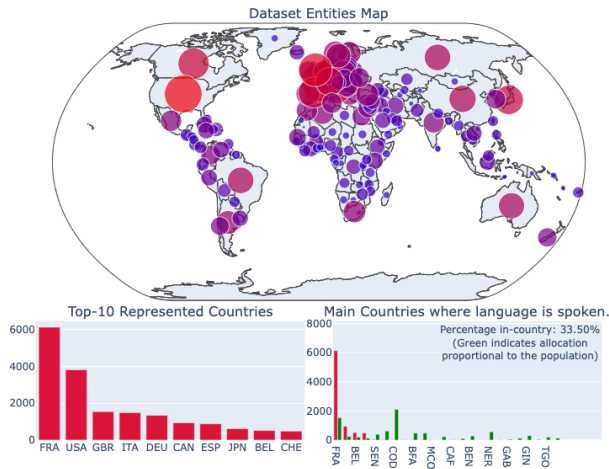 Dataset Entities Map
Top-10 Represented Countries
6000
4000
2000
0
FRA USA GBR ITA DEU CAN ESP JPN BEL CHE
Main Countries where language is spoken.
8000
6000
4000
2000
0
Percentage in-country: 33.50%
(Green indicates allocation
proportional to the population)
FRA BEL SEN COD BFA MCO CAF BEN NER GAB GIN TGO